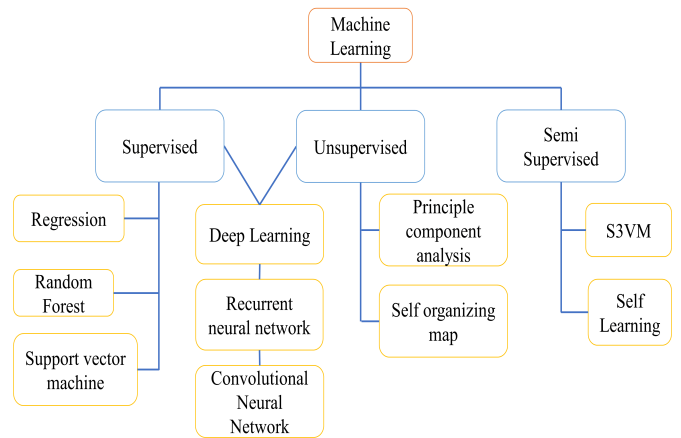 Machine
Learning
Supervised
Unsupervised
Semi
Supervised
Regression
Random
Forest
Support vector
machine
Deep Learning
Recurrent
neural network
Convolutional
Neural
Network
Principle
component
analysis
Self organizing
map
S3VM
Self
Learning